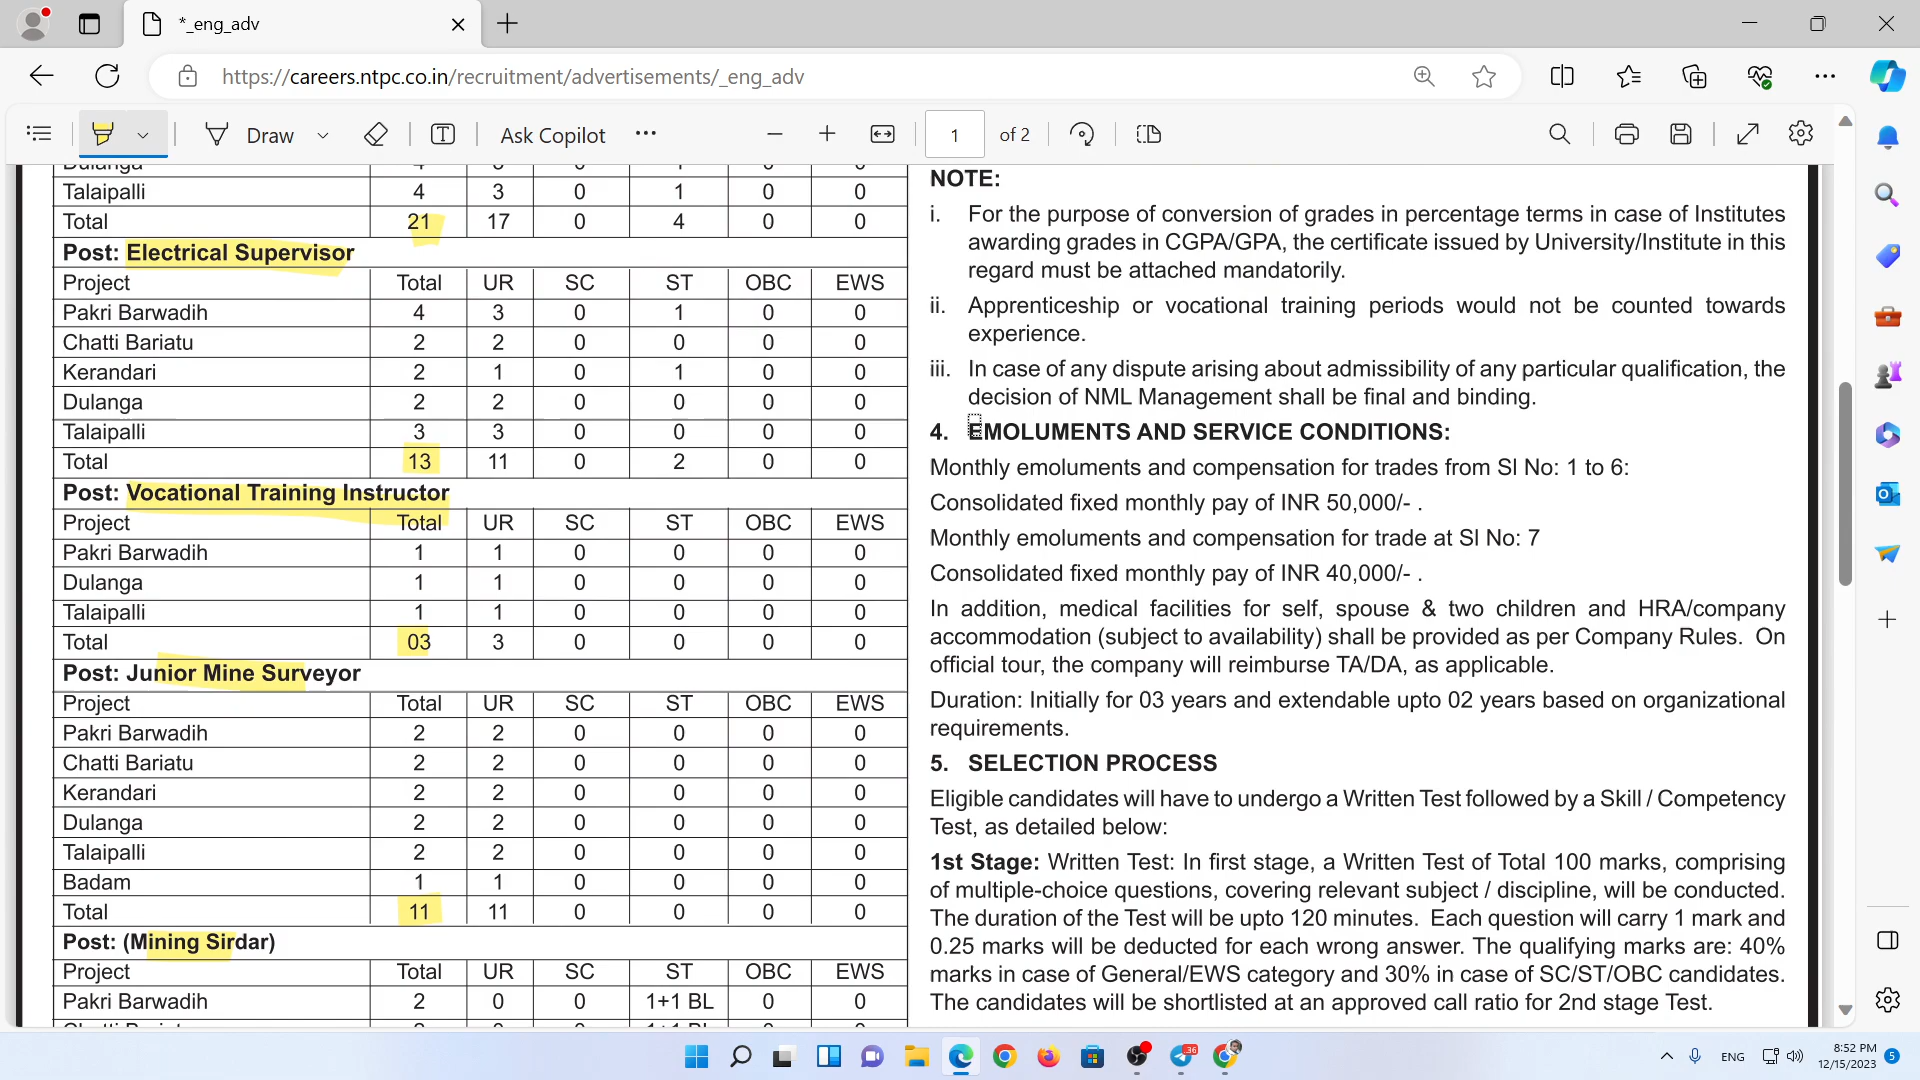 *_eng_adv
https://careers.ntpc.co.in/recruitment/advertisements/_eng_adv
Draw
Ask Copilot
1 of 2
Talaipalli 4 3 0 1 0 0
Total 21 17 0 4 0 0
Post: Electrical Supervisor
Project Total UR SC ST OBC EWS
Pakri Barwadih 4 3 0 1 0 0
Chatti Bariatu 2 2 0 0 0 0
Kerandari 2 1 0 1 0 0
Dulanga 2 2 0 0 0 0
Talaipalli 3 3 0 0 0 0
Total 13 11 0 2 0 0
Post: Vocational Training Instructor
Project Total UR SC ST OBC EWS
Pakri Barwadih 1 1 0 0 0 0
Dulanga 1 1 0 0 0 0
Talaipalli 1 1 0 0 0 0
Total 03 3 0 0 0 0
Post: Junior Mine Surveyor
Project Total UR SC ST OBC EWS
Pakri Barwadih 2 2 0 0 0 0
Chatti Bariatu 2 2 0 0 0 0
Kerandari 2 2 0 0 0 0
Dulanga 2 2 0 0 0 0
Talaipalli 2 2 0 0 0 0
Badam 1 1 0 0 0 0
Total 11 11 0 0 0 0
Post: (Mining Sirdar)
Project Total UR SC ST OBC EWS
Pakri Barwadih 2 0 0 1+1 BL 0 0
NOTE:
i. For the purpose of conversion of grades in percentage terms in case of Institutes
awarding grades in CGPA/GPA, the certificate issued by University/Institute in this
regard must be attached mandatorily.
ii. Apprenticeship or vocational training periods would not be counted towards
experience.
iii. In case of any dispute arising about admissibility of any particular qualification, the
decision of NML Management shall be final and binding.
4. EMOLUMENTS AND SERVICE CONDITIONS:
Monthly emoluments and compensation for trades from Sl No: 1 to 6:
Consolidated fixed monthly pay of INR 50,000/- .
Monthly emoluments and compensation for trade at Sl No: 7
Consolidated fixed monthly pay of INR 40,000/- .
In addition, medical facilities for self, spouse & two children and HRA/company
accommodation (subject to availability) shall be provided as per Company Rules. On
official tour, the company will reimburse TA/DA, as applicable.
Duration: Initially for 03 years and extendable upto 02 years based on organizational
requirements.
5. SELECTION PROCESS
Eligible candidates will have to undergo a Written Test followed by a Skill / Competency
Test, as detailed below:
1st Stage: Written Test: In first stage, a Written Test of Total 100 marks, comprising
of multiple-choice questions, covering relevant subject / discipline, will be conducted.
The duration of the Test will be upto 120 minutes. Each question will carry 1 mark and
0.25 marks will be deducted for each wrong answer. The qualifying marks are: 40%
marks in case of General/EWS category and 30% in case of SC/ST/OBC candidates.
The candidates will be shortlisted at an approved call ratio for 2nd stage Test.
36
ENG
8:52 PM
12/15/2023
5